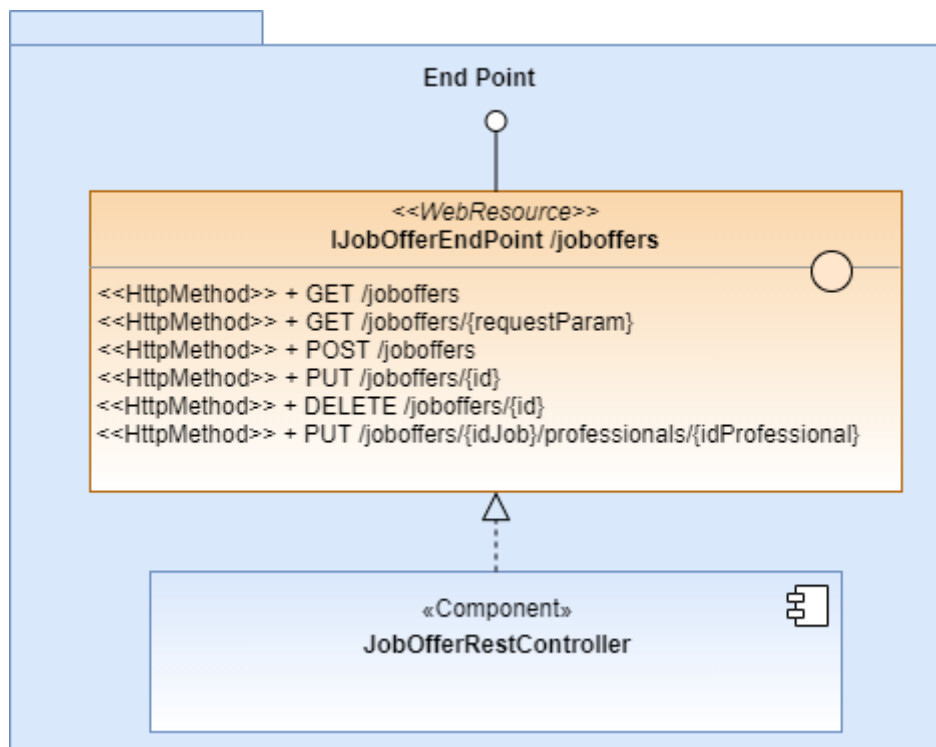 End Point
<<WebResource>>
IJobOfferEndPoint /joboffers
<<HttpMethod>> + GET /joboffers
<<HttpMethod>> + GET /joboffers/{requestParam}
<<HttpMethod>> + POST /joboffers
<<HttpMethod>> + PUT /joboffers/{id}
<<HttpMethod>> + DELETE /joboffers/{id}
<<HttpMethod>> + PUT /joboffers/{idJob}/professionals/{idProfessional}
«Component»
JobOfferRestController